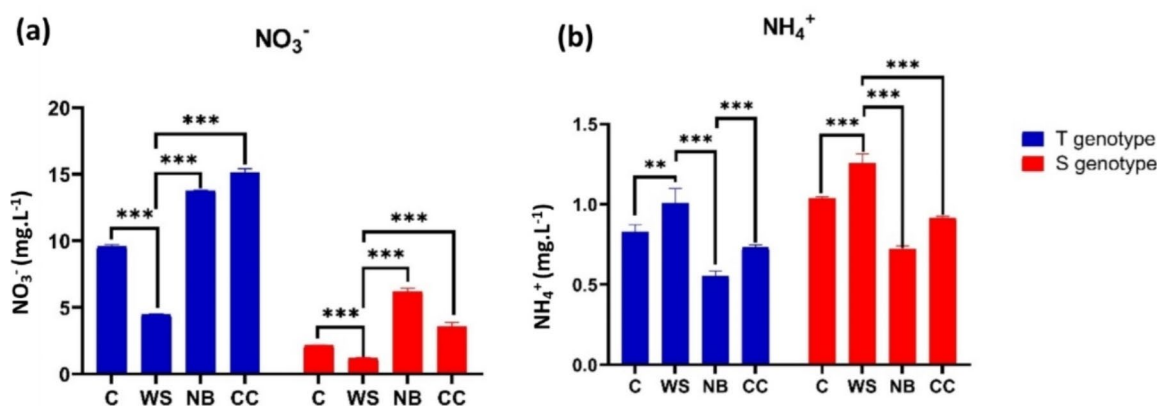 (a)
NO₃⁻
NO₃⁻ (mg.L⁻¹)
20
15
10
5
0
***
***
***
***
***
***
C WS NB CC C WS NB CC
(b)
NH₄⁺
NH₄⁺ (mg.L⁻¹)
1.5
1.0
0.5
0.0
**
***
***
***
***
***
C WS NB CC C WS NB CC
T genotype
S genotype